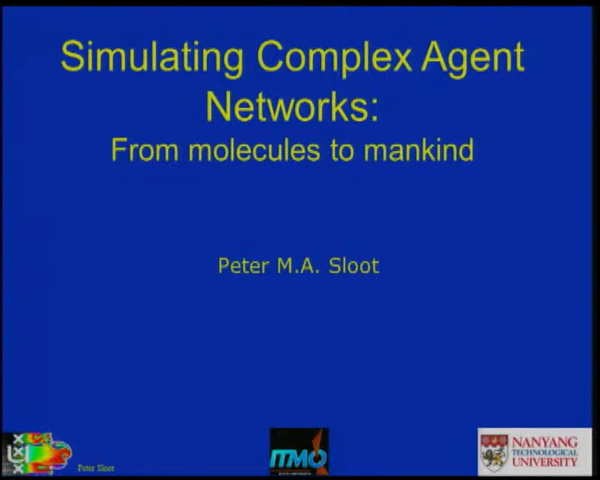 Simulating Complex Agent
Networks:
From molecules to mankind
Peter M.A. Sloot
Peter Sloot
ITMO
NANYANG
TECHNOLOGICAL
UNIVERSITY